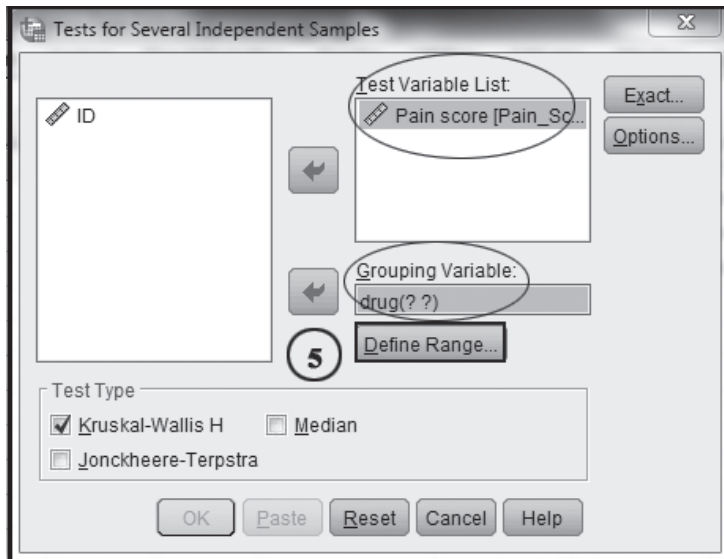 Tests for Several Independent Samples
x
ID
Test Variable List:
Pain score [Pain_Sc...
Exact...
Options...
Grouping Variable:
drug(? ?)
5
Define Range...
Test Type
Kruskal-Wallis H
Median
Jonckheere-Terpstra
OK
Paste
Reset
Cancel
Help